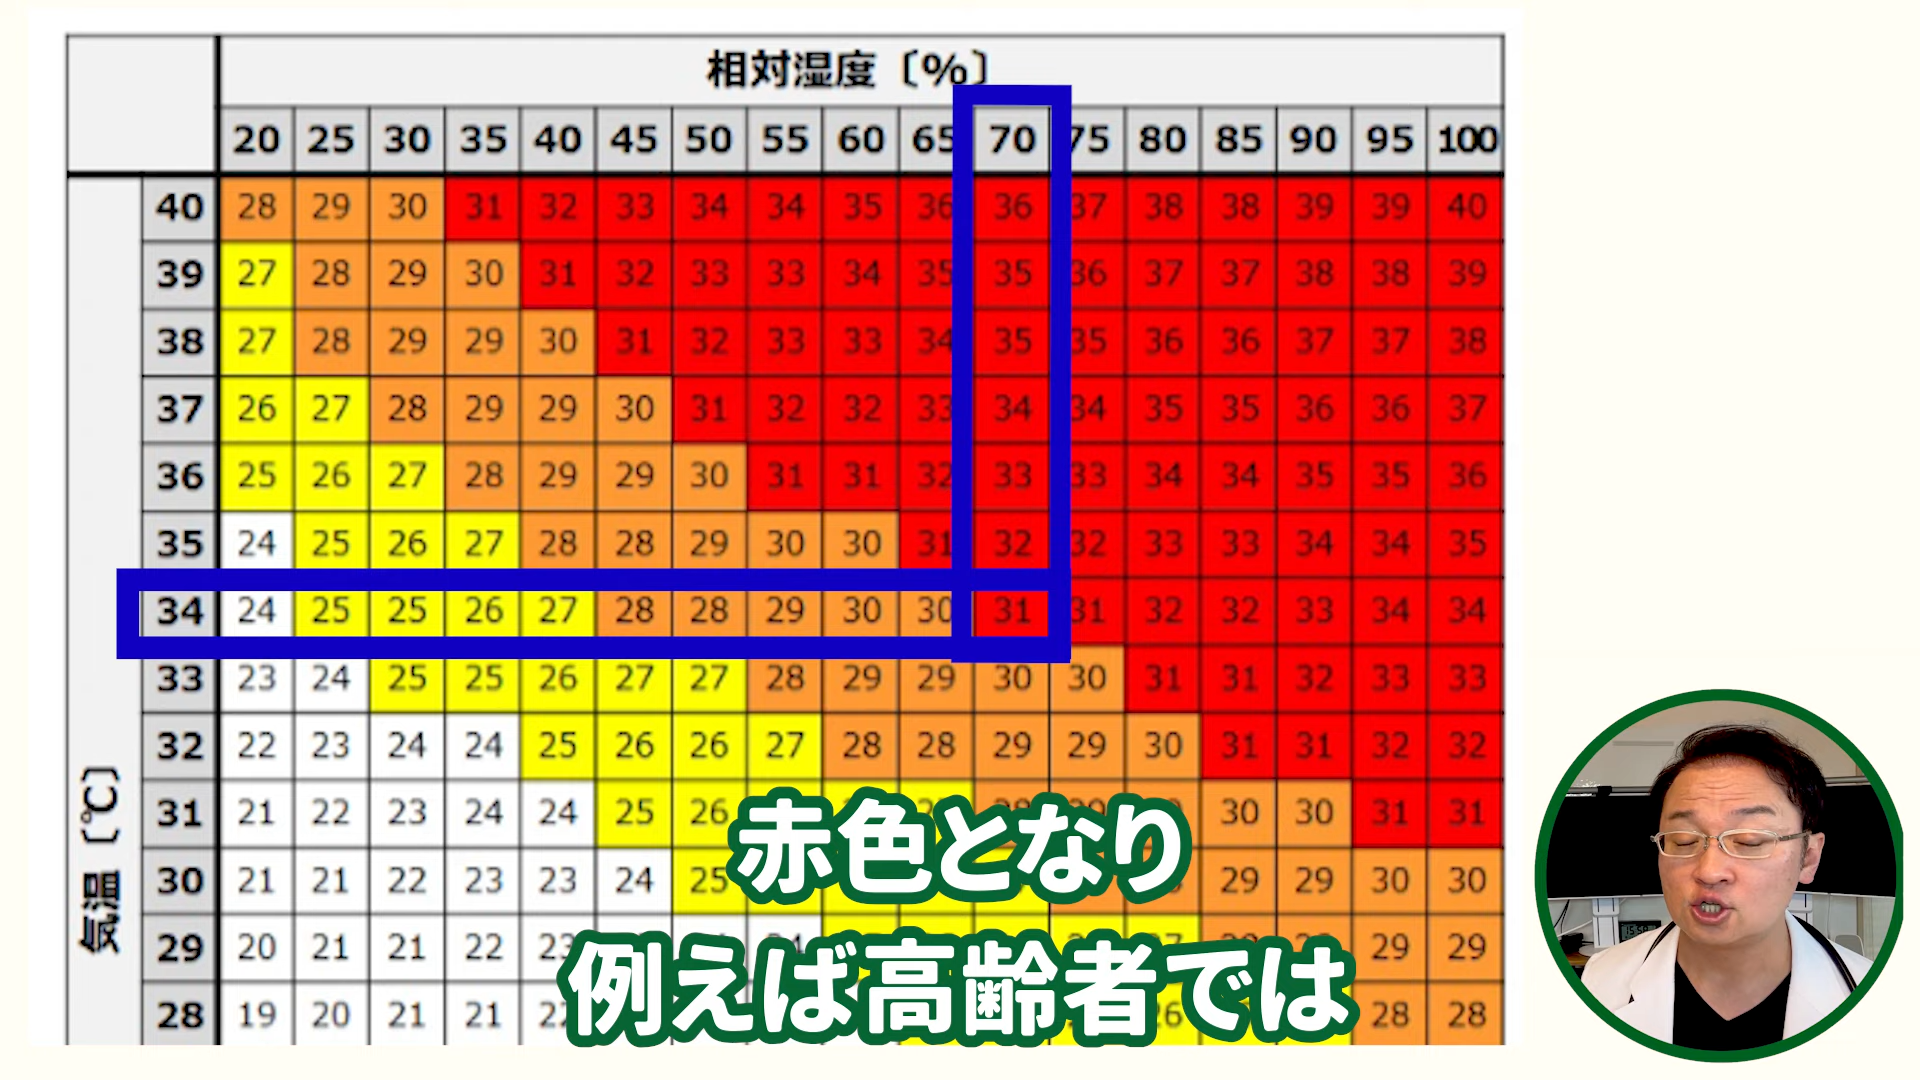 相対湿度〔%〕
20 25 30 35 40 45 50 55 60 65 70 75 80 85 90 95 100
40 28 29 30 31 32 33 34 34 35 36 36 37 38 38 39 39 40
39 27 28 29 30 31 32 33 33 34 35 35 36 37 37 38 38 39
38 27 28 29 29 30 31 32 33 33 34 35 35 36 36 37 37 38
37 26 27 28 29 29 30 31 32 32 33 34 34 35 35 36 36 37
36 25 26 27 28 29 29 30 31 31 32 33 33 34 34 35 35 36
35 24 25 26 27 28 28 29 30 30 31 32 32 33 33 34 34 35
34 24 25 25 26 27 28 28 29 30 30 31 31 32 32 33 34 34
33 23 24 25 25 26 27 27 28 29 29 30 30 31 31 32 33 33
32 22 23 24 24 25 26 26 27 28 28 29 29 30 31 31 32 32
31 21 22 23 24 24 25 26 30 30 31 31
30 21 21 22 23 23 24 25 29 29 30 30
29 20 21 21 22 29 29
28 19 20 21 21 28 28
気温〔℃〕
赤色となり
例えば高齢者では